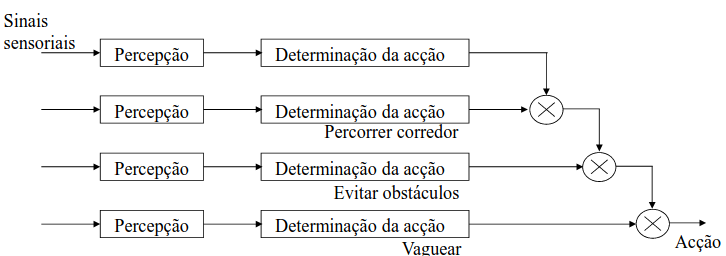 Sinais
sensoriais
Percepção
Determinação da acção
Percepção
Determinação da acção
Percorrer corredor
Percepção
Determinação da acção
Evitar obstáculos
Percepção
Determinação da acção
Vaguear
Acção